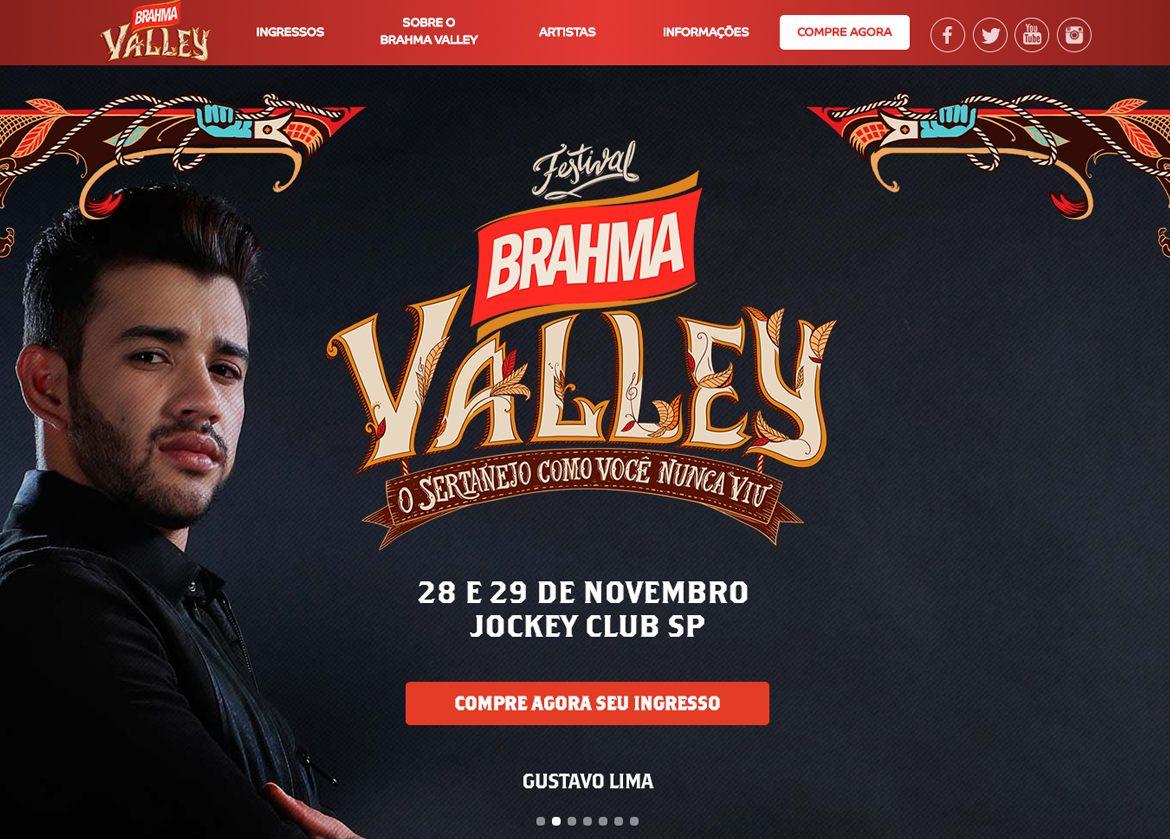 BRAHMA
VALLEY
INGRESSOS
SOBRE O
BRAHMA VALLEY
ARTISTAS
INFORMAÇÕES
COMPRE AGORA
f
You
Tube
Festival
BRAHMA
VALLEY
O SERTANEJO COMO VOCÊ NUNCA VIU
28 E 29 DE NOVEMBRO
JOCKEY CLUB SP
COMPRE AGORA SEU INGRESSO
GUSTAVO LIMA